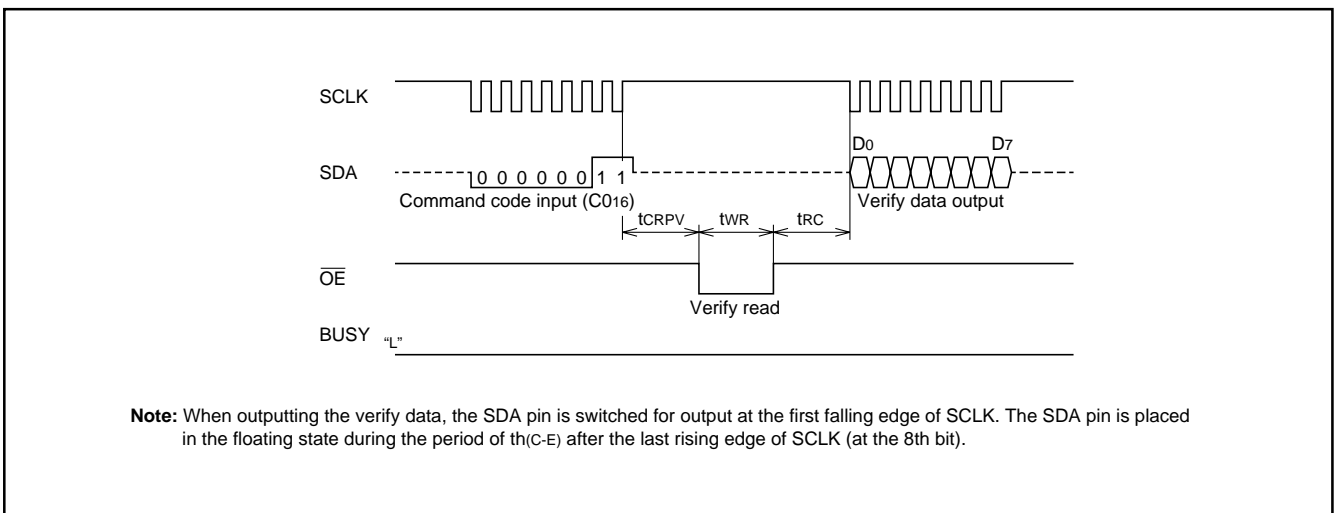 SCLK
SDA
0 0 0 0 0 0 1 1
Command code input (C016)
D0
D7
Verify data output
tCRPV
tWR
tRC
OE
Verify read
BUSY
“L”
Note: When outputting the verify data, the SDA pin is switched for output at the first falling edge of SCLK. The SDA pin is placed
in the floating state during the period of th(C-E) after the last rising edge of SCLK (at the 8th bit).